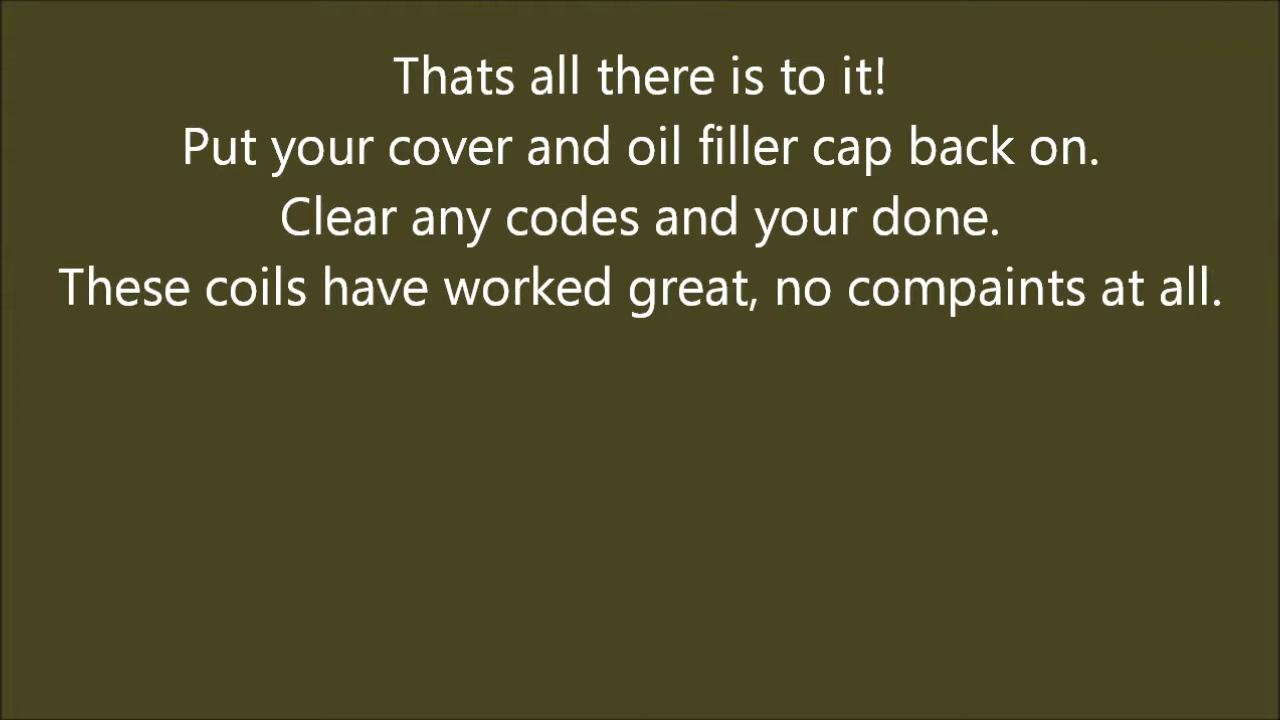 Thats all there is to it!
Put your cover and oil filler cap back on.
Clear any codes and your done.
These coils have worked great, no compaints at all.